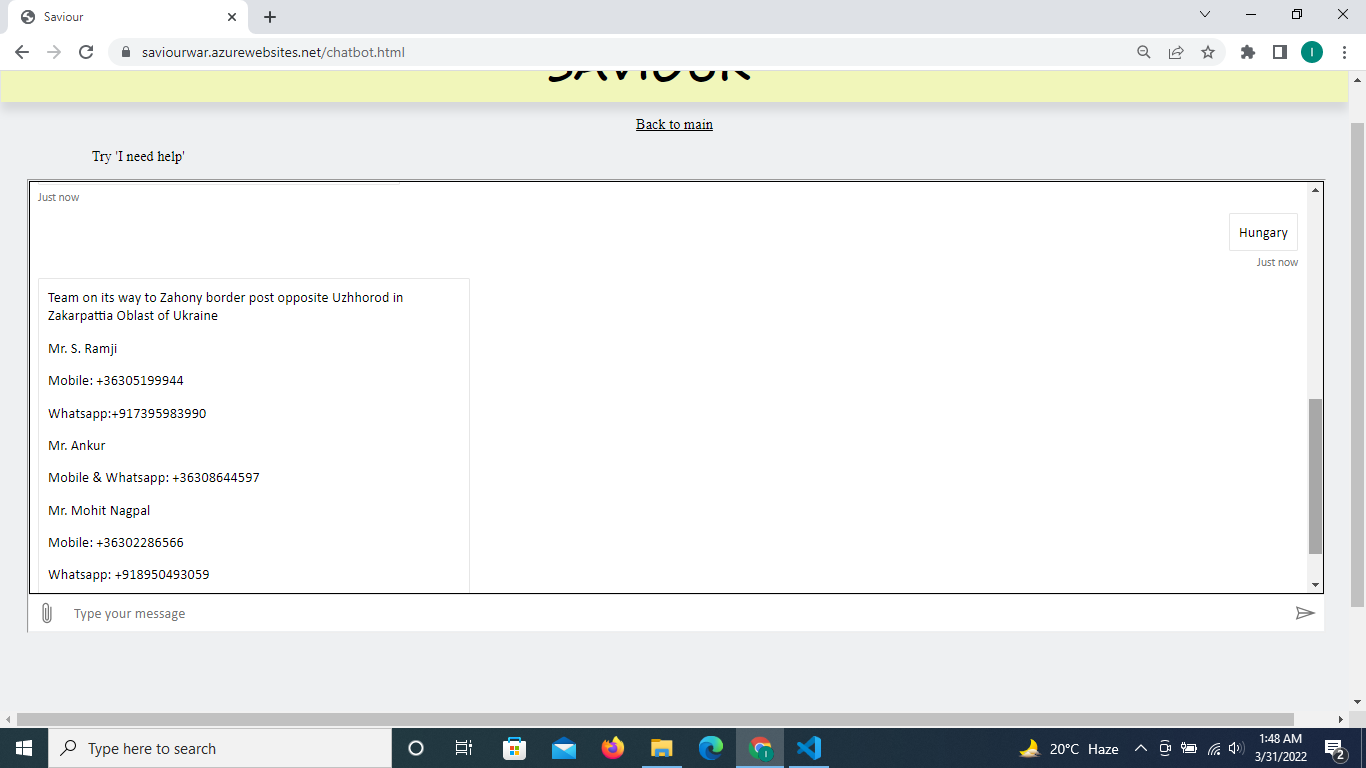 Saviour
saviourwar.azurewebsites.net/chatbot.html
I
SAVIOUR
Back to main
Try 'I need help'
Just now
Hungary
Just now
Team on its way to Zahony border post opposite Uzhhorod in
Zakarpattia Oblast of Ukraine
Mr. S. Ramji
Mobile: +36305199944
Whatsapp:+917395983990
Mr. Ankur
Mobile & Whatsapp: +36308644597
Mr. Mohit Nagpal
Mobile: +36302286566
Whatsapp: +918950493059
Type your message
Type here to search
I
20°C Haze
1:48 AM
3/31/2022
2